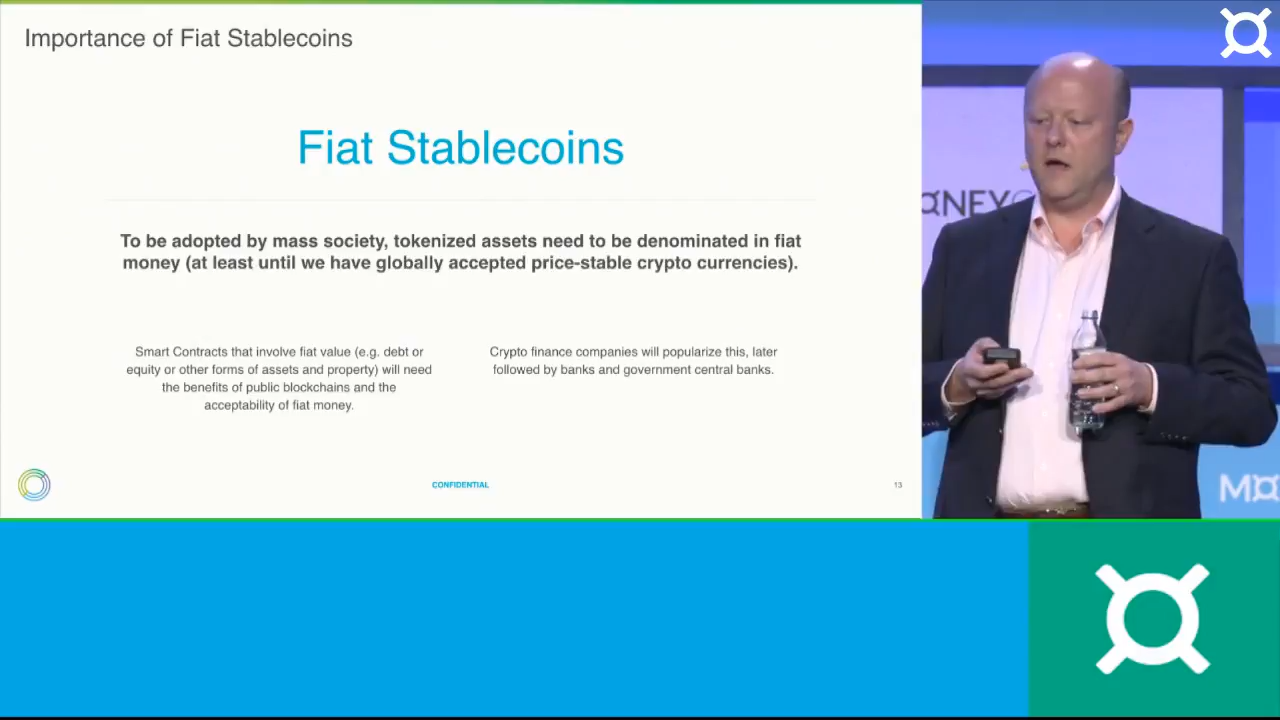 Importance of Fiat Stablecoins
Fiat Stablecoins
To be adopted by mass society, tokenized assets need to be denominated in fiat
money (at least until we have globally accepted price-stable crypto currencies).
Smart Contracts that involve fiat value (e.g. debt or
equity or other forms of assets and property) will need
the benefits of public blockchains and the
acceptability of fiat money.
Crypto finance companies will popularize this, later
followed by banks and government central banks.
CONFIDENTIAL
13